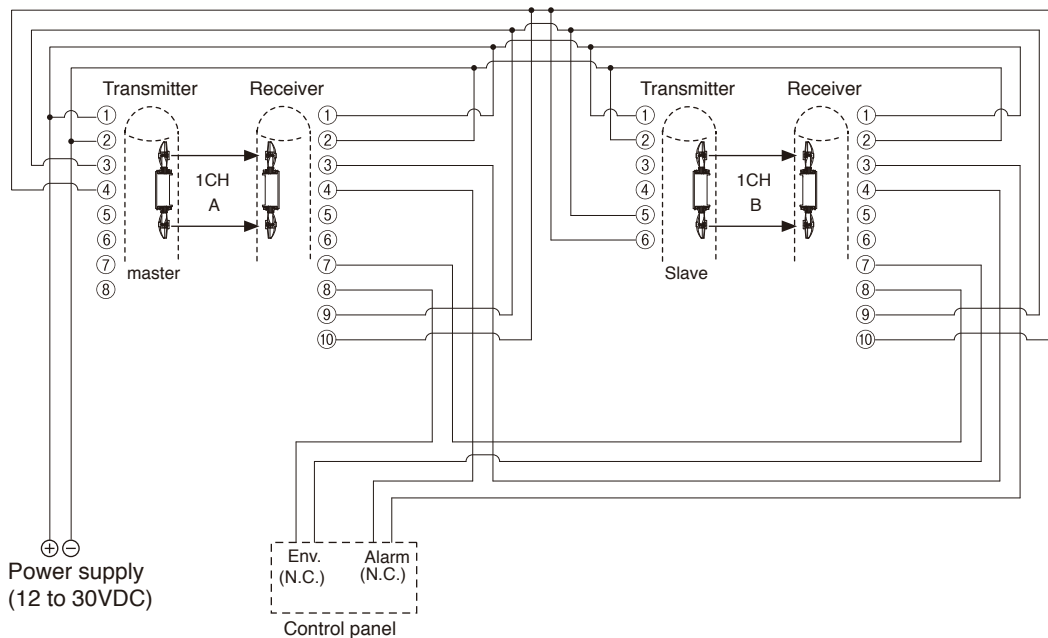 Transmitter Receiver Transmitter Receiver
① ① ① ①
② ② ② ②
③ ③ ③ ③
1CH 1CH
④ ④ ④ ④
A B
⑤ ⑤ ⑤ ⑤
⑥ ⑥ ⑥ ⑥
⑦ ⑦ ⑦
master Slave
⑧ ⑧ ⑧
⑨ ⑨
⑩ ⑩
+ −
Power supply
(12 to 30VDC)
Env. Alarm
(N.C.) (N.C.)
Control panel